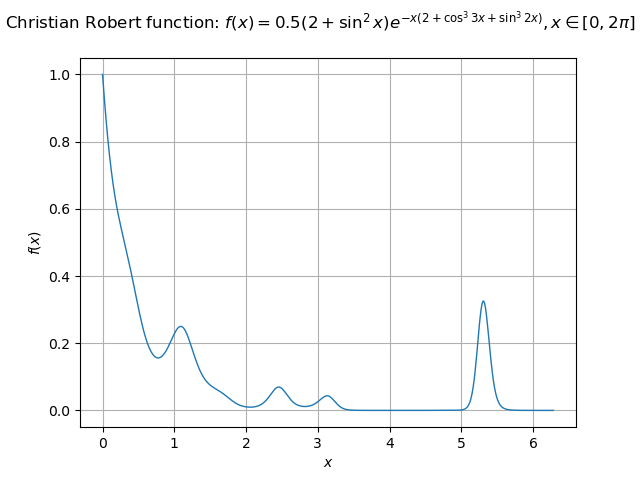 Christian Robert function: f(x) = 0.5(2 + sin² x)e^{−x(2+cos³ 3x+sin³ 2x)}, x ∈ [0, 2π]
1.0
0.8
0.6
0.4
0.2
0.0
f(x)
0 1 2 3 4 5 6
x